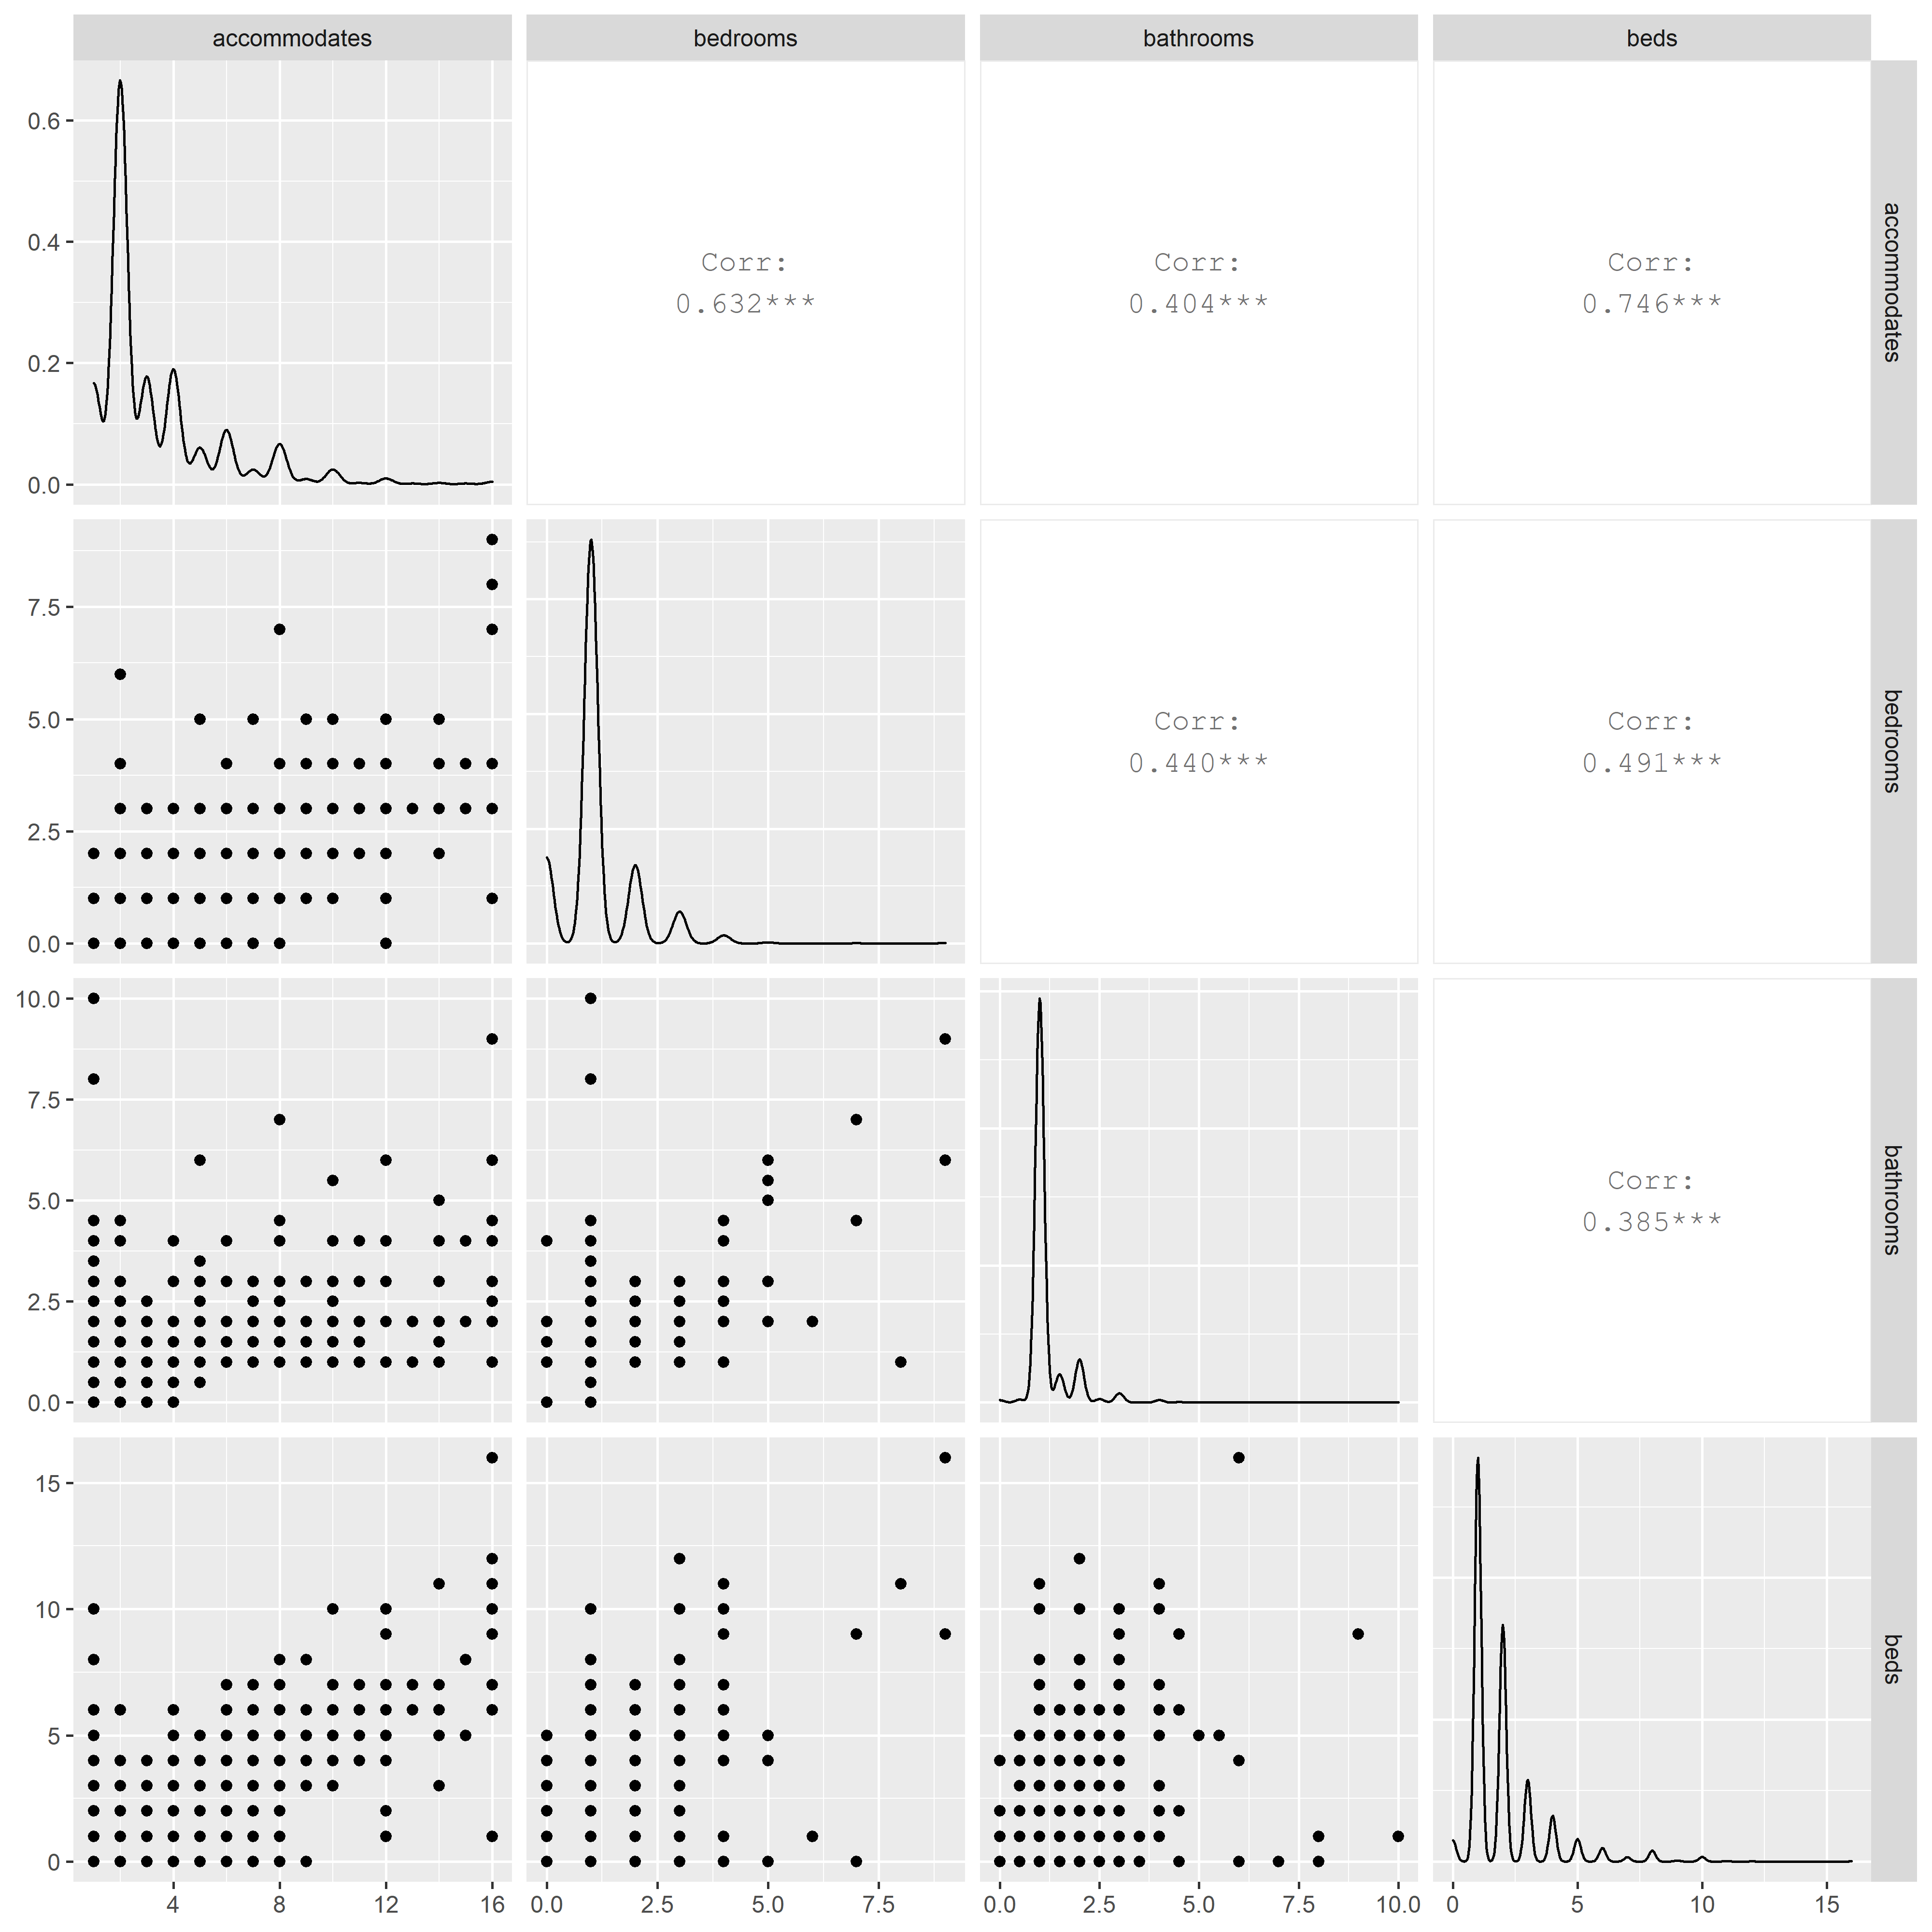 accommodates
bedrooms
bathrooms
beds
0.6
0.4
0.2
0.0
Corr:
0.632***
Corr:
0.404***
Corr:
0.746***
accommodates
7.5
5.0
2.5
0.0
Corr:
0.440***
Corr:
0.491***
bedrooms
10.0
7.5
5.0
2.5
0.0
Corr:
0.385***
bathrooms
15
10
5
0
beds
4 8 12 16
0.0 2.5 5.0 7.5
0.0 2.5 5.0 7.5 10.0
0 5 10 15